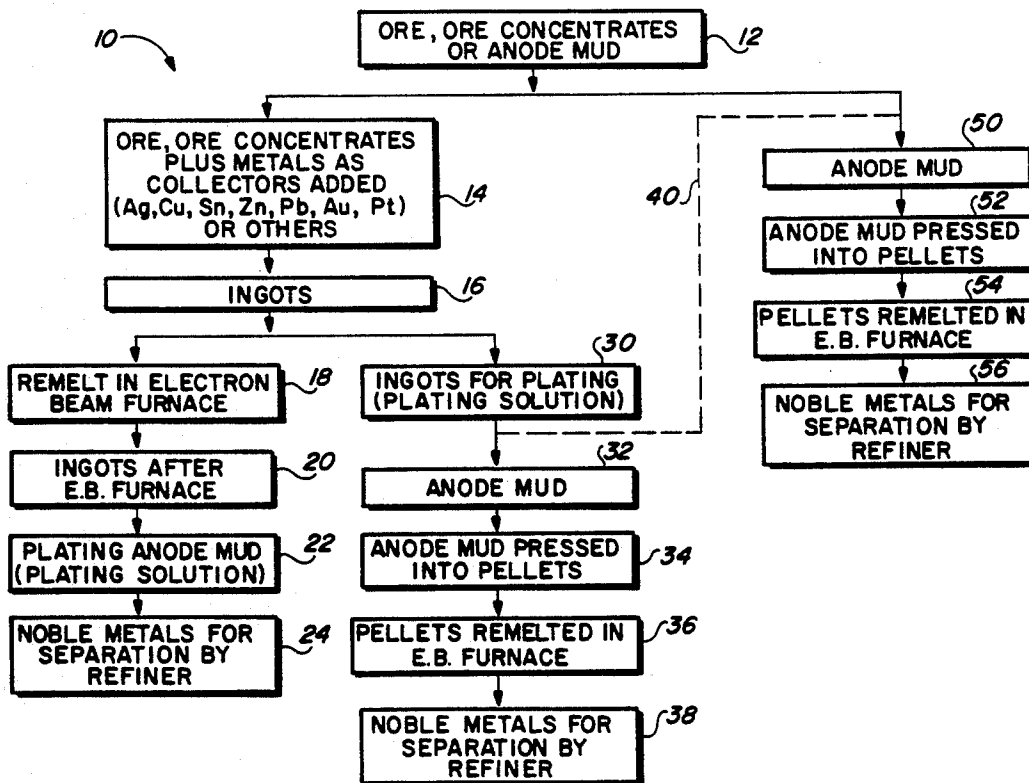 10
ORE, ORE CONCENTRATES
OR ANODE MUD
12
ORE, ORE CONCENTRATES
PLUS METALS AS
COLLECTORS ADDED
(Ag,Cu, Sn, Zn, Pb, Au, Pt)
OR OTHERS
14
INGOTS
16
REMELT IN ELECTRON
BEAM FURNACE
18
INGOTS AFTER
E.B. FURNACE
20
PLATING ANODE MUD
(PLATING SOLUTION)
22
NOBLE METALS FOR
SEPARATION BY
REFINER
24
30
INGOTS FOR PLATING
(PLATING SOLUTION)
32
ANODE MUD
ANODE MUD PRESSED
INTO PELLETS
34
PELLETS REMELTED IN
E.B. FURNACE
36
NOBLE METALS FOR
SEPARATION BY
REFINER
38
40
50
ANODE MUD
52
ANODE MUD PRESSED
INTO PELLETS
54
PELLETS REMELTED IN
E.B. FURNACE
56
NOBLE METALS FOR
SEPARATION BY
REFINER